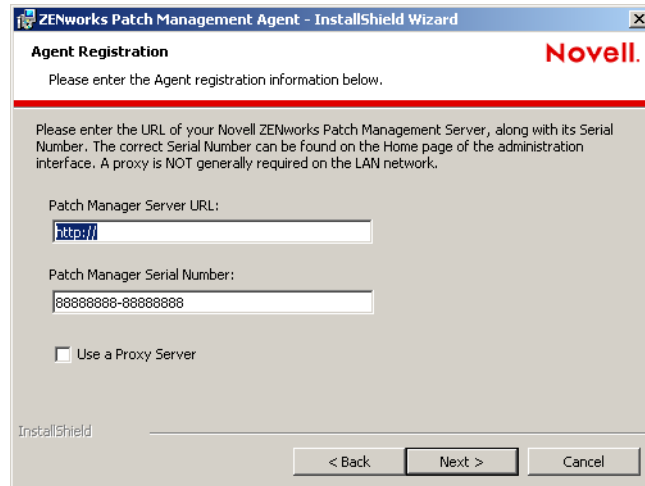 ZENworks Patch Management Agent - InstallShield Wizard
Agent Registration
Novell.
Please enter the Agent registration information below.
Please enter the URL of your Novell ZENworks Patch Management Server, along with its Serial
Number. The correct Serial Number can be found on the Home page of the administration
interface. A proxy is NOT generally required on the LAN network.
Patch Manager Server URL:
http://
Patch Manager Serial Number:
88888888-88888888
Use a Proxy Server
InstallShield
< Back
Next >
Cancel